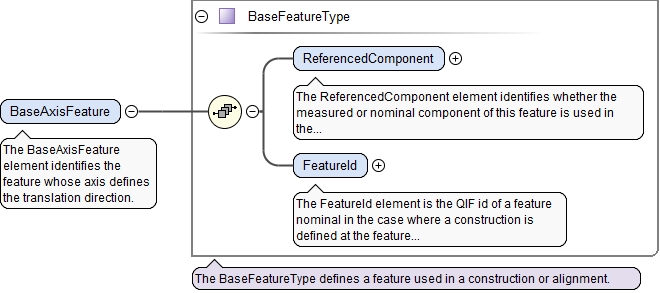 BaseFeatureType
ReferencedComponent
The ReferencedComponent element identifies whether the
measured or nominal component of this feature is used in
the...
BaseAxisFeature
The BaseAxisFeature
element identifies the
feature whose axis defines
the translation direction.
FeatureId
The FeatureId element is the QIF id of a feature
nominal in the case where a construction is
defined at the feature...
The BaseFeatureType defines a feature used in a construction or alignment.